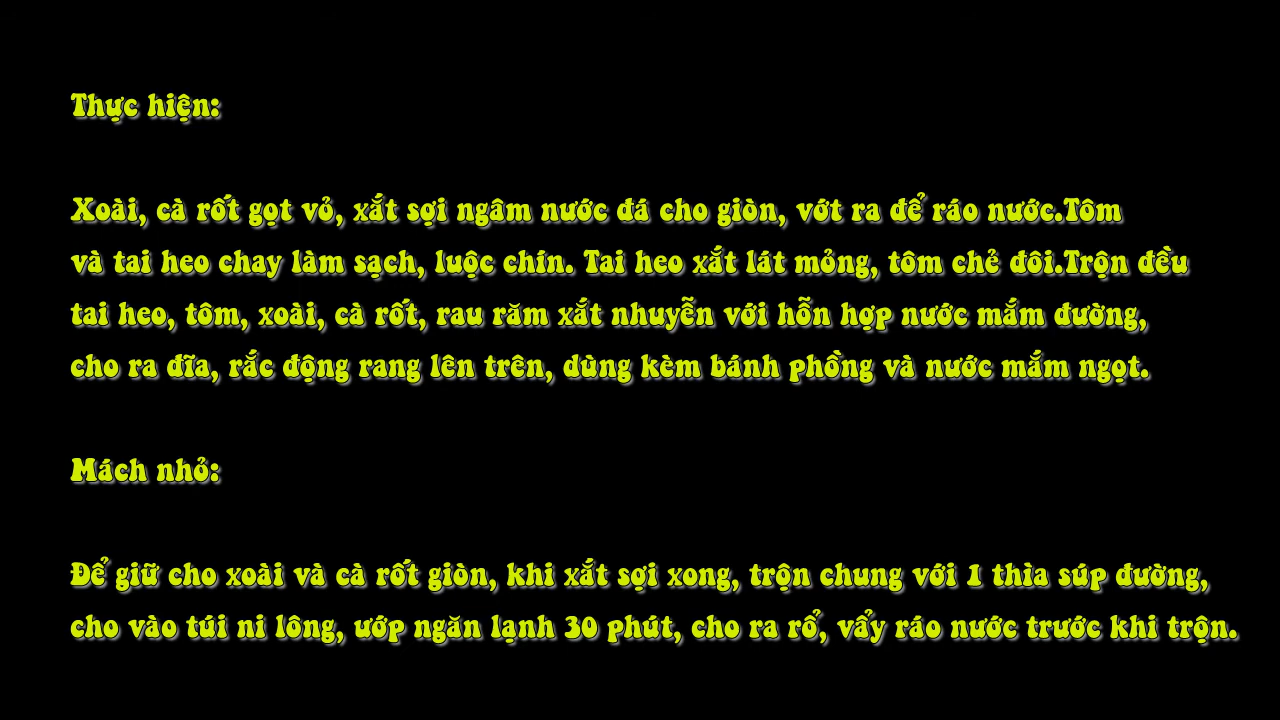 Thực hiện:
Xoài, cà rốt gọt vỏ, xắt sợi ngâm nước đá cho giòn, vớt ra để ráo nước.Tôm
và tai heo chay làm sạch, luộc chín. Tai heo xắt lát mỏng, tôm chẻ đôi.Trộn đều
tai heo, tôm, xoài, cà rốt, rau răm xắt nhuyễn với hỗn hợp nước mắm đường,
cho ra đĩa, rắc động rang lên trên, dùng kèm bánh phồng và nước mắm ngọt.
Mách nhỏ:
Để giữ cho xoài và cà rốt giòn, khi xắt sợi xong, trộn chung với 1 thìa súp đường,
cho vào túi ni lông, ướp ngăn lạnh 30 phút, cho ra rổ, vẩy ráo nước trước khi trộn.